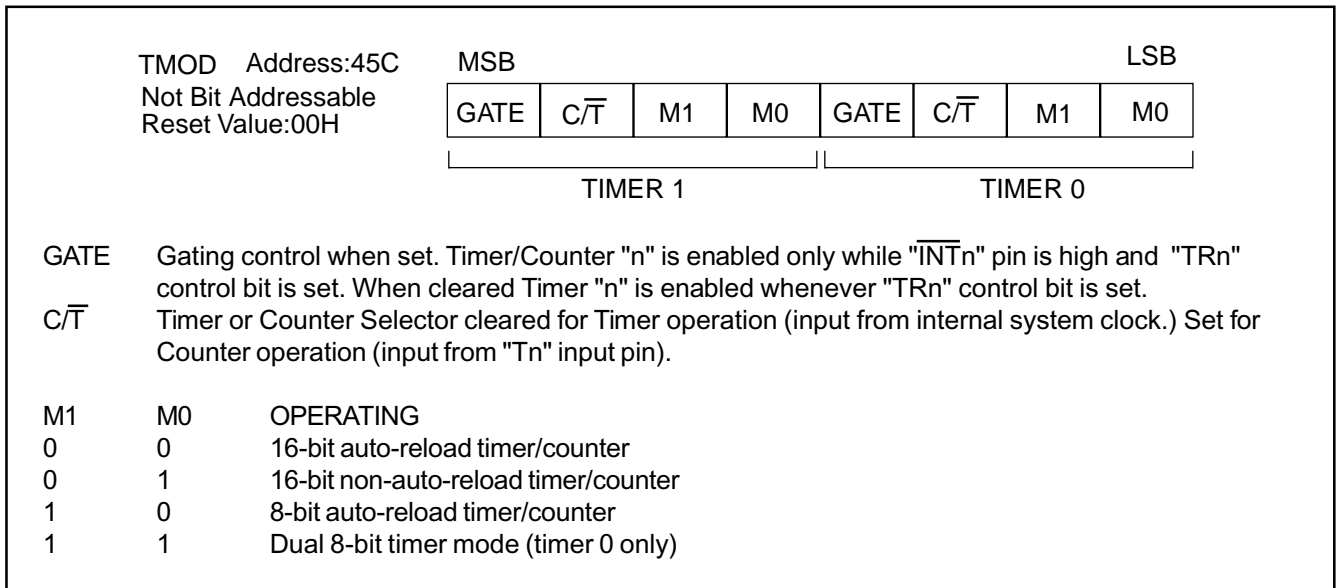 TMOD Address:45C MSB LSB
Not Bit Addressable
Reset Value:00H
GATE C/T̅ M1 M0 GATE C/T̅ M1 M0
TIMER 1 TIMER 0
GATE Gating control when set. Timer/Counter "n" is enabled only while "I̅N̅T̅n" pin is high and "TRn"
control bit is set. When cleared Timer "n" is enabled whenever "TRn" control bit is set.
C/T̅ Timer or Counter Selector cleared for Timer operation (input from internal system clock.) Set for
Counter operation (input from "Tn" input pin).
M1 M0 OPERATING
0 0 16-bit auto-reload timer/counter
0 1 16-bit non-auto-reload timer/counter
1 0 8-bit auto-reload timer/counter
1 1 Dual 8-bit timer mode (timer 0 only)